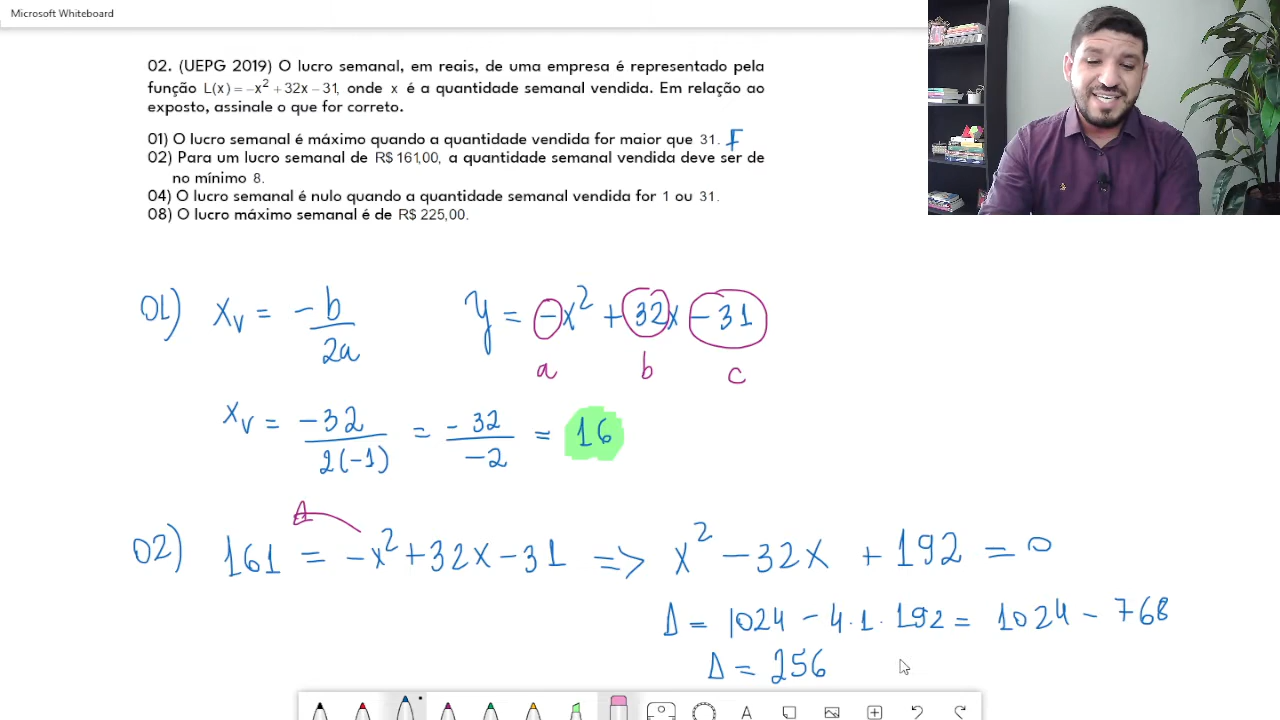 Microsoft Whiteboard
02. (UEPG 2019) O lucro semanal, em reais, de uma empresa é representado pela
função L(x) = -x² + 32x - 31, onde x é a quantidade semanal vendida. Em relação ao
exposto, assinale o que for correto.
01) O lucro semanal é máximo quando a quantidade vendida for maior que 31. F
02) Para um lucro semanal de R$ 161,00, a quantidade semanal vendida deve ser de
no mínimo 8.
04) O lucro semanal é nulo quando a quantidade semanal vendida for 1 ou 31.
08) O lucro máximo semanal é de R$ 225,00.
01) xv = -b/2a y = -x² + 32x - 31
a b c
xv = -32/2(-1) = -32/-2 = 16
02) 161 = -x² + 32x - 31 => x² - 32x + 192 = 0
Δ = 1024 - 4.1.192 = 1024 - 768
Δ = 256
A